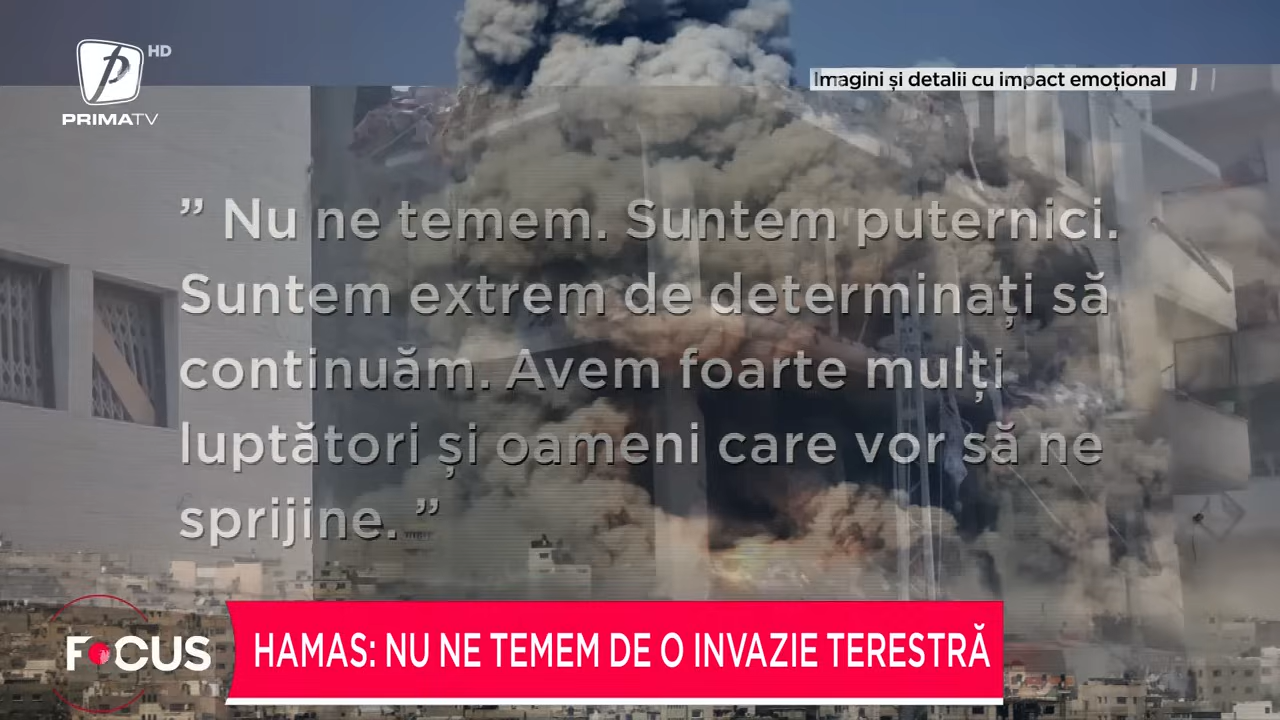 HD
PRIMATV
Imagini și detalii cu impact emoțional
” Nu ne temem. Suntem puternici.
Suntem extrem de determinați să
continuăm. Avem foarte mulți
luptători și oameni care vor să ne
sprijine. ”
FOCUS
HAMAS: NU NE TEMEM DE O INVAZIE TERESTRĂ